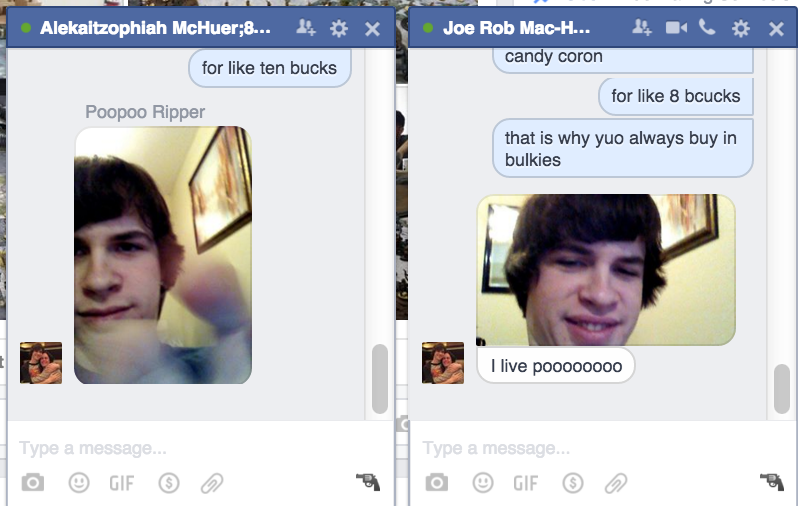 Alekaitzophiah McHuer;8...
for like ten bucks
Poopoo Ripper
Type a message...
GIF
$
Joe Rob Mac-H...
candy coron
for like 8 bcucks
that is why yuo always buy in
bulkies
I live poooooooo
Type a message...
GIF
$